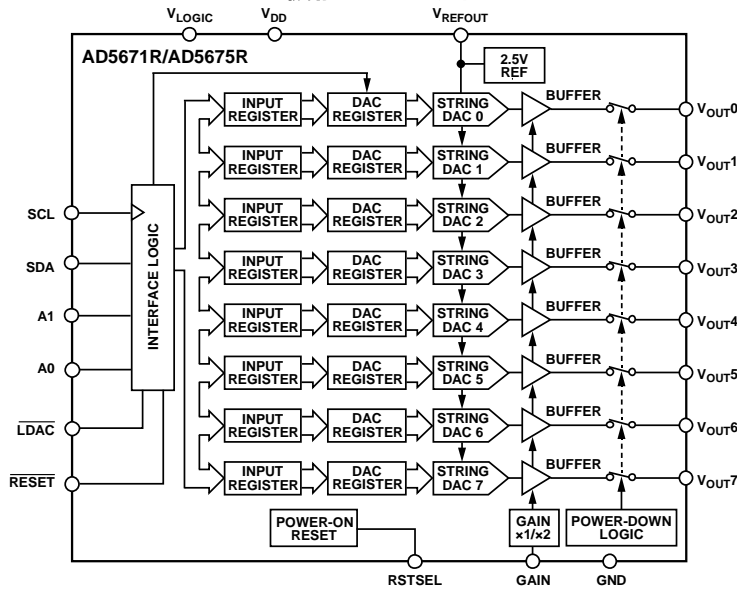 VLOGIC VDD VREFOUT
AD5671R/AD5675R
2.5V
REF
INPUT
REGISTER
DAC
REGISTER
STRING
DAC 0
BUFFER
VOUT0
INPUT
REGISTER
DAC
REGISTER
STRING
DAC 1
BUFFER
VOUT1
SCL
INPUT
REGISTER
DAC
REGISTER
STRING
DAC 2
BUFFER
VOUT2
SDA
INTERFACE LOGIC
INPUT
REGISTER
DAC
REGISTER
STRING
DAC 3
BUFFER
VOUT3
A1
INPUT
REGISTER
DAC
REGISTER
STRING
DAC 4
BUFFER
VOUT4
A0
INPUT
REGISTER
DAC
REGISTER
STRING
DAC 5
BUFFER
VOUT5
LDAC
INPUT
REGISTER
DAC
REGISTER
STRING
DAC 6
BUFFER
VOUT6
RESET
INPUT
REGISTER
DAC
REGISTER
STRING
DAC 7
BUFFER
VOUT7
POWER-ON
RESET
GAIN
×1/×2
POWER-DOWN
LOGIC
RSTSEL GAIN GND